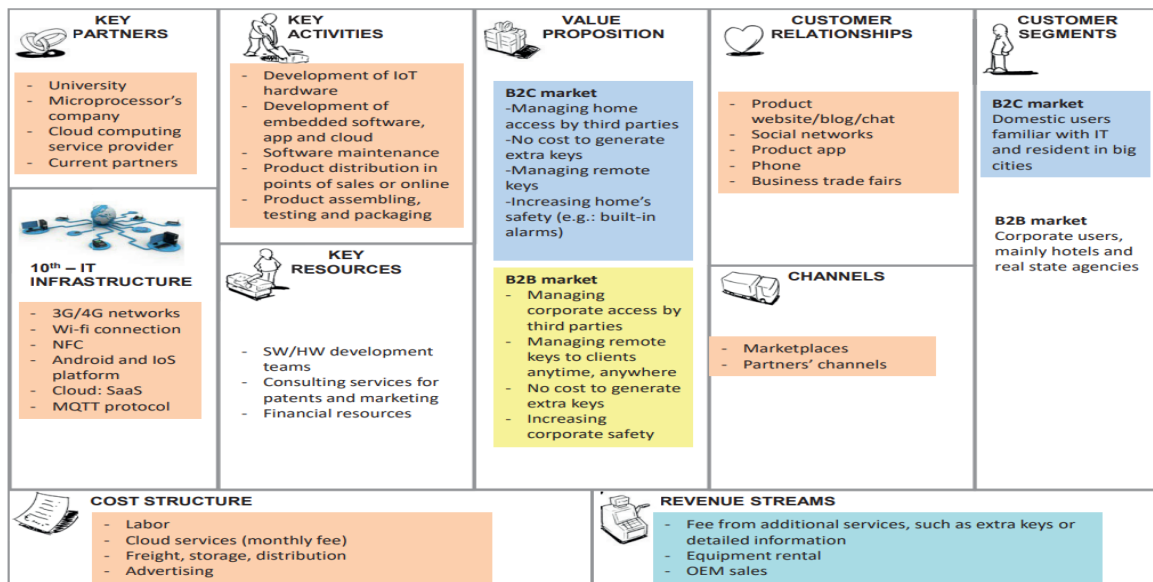 KEY
PARTNERS
- University
- Microprocessor's
company
- Cloud computing
service provider
- Current partners
10th – IT
INFRASTRUCTURE
- 3G/4G networks
- Wi-fi connection
- NFC
- Android and IoS
platform
- Cloud: SaaS
- MQTT protocol
KEY
ACTIVITIES
- Development of IoT
hardware
- Development of
embedded software,
app and cloud
- Software maintenance
- Product distribution in
points of sales or online
- Product assembling,
testing and packaging
KEY
RESOURCES
- SW/HW development
teams
- Consulting services for
patents and marketing
- Financial resources
VALUE
PROPOSITION
B2C market
-Managing home
access by third parties
-No cost to generate
extra keys
-Managing remote
keys
-Increasing home's
safety (e.g.: built-in
alarms)
B2B market
- Managing
corporate access by
third parties
- Managing remote
keys to clients
anytime, anywhere
- No cost to generate
extra keys
- Increasing
corporate safety
CUSTOMER
RELATIONSHIPS
- Product
website/blog/chat
- Social networks
- Product app
- Phone
- Business trade fairs
CHANNELS
- Marketplaces
- Partners' channels
CUSTOMER
SEGMENTS
B2C market
Domestic users
familiar with IT
and resident in big
cities
B2B market
Corporate users,
mainly hotels and
real state agencies
COST STRUCTURE
- Labor
- Cloud services (monthly fee)
- Freight, storage, distribution
- Advertising
REVENUE STREAMS
- Fee from additional services, such as extra keys or
detailed information
- Equipment rental
- OEM sales